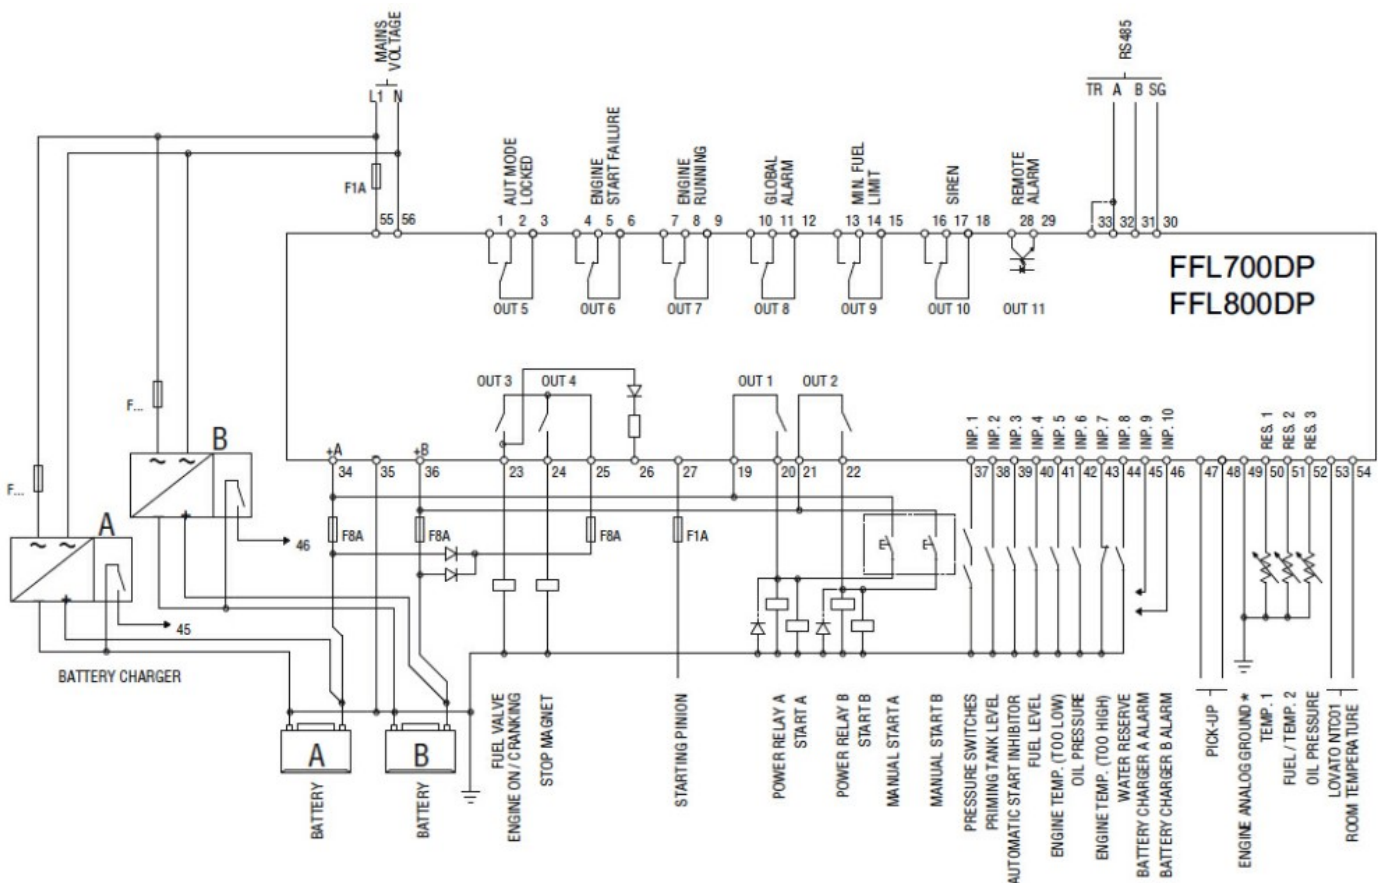 MAINS
VOLTAGE
L1 N
RS485
TR A B SG
F1A
55 56
AUT MODE
LOCKED
ENGINE
START FAILURE
ENGINE
RUNNING
GLOBAL
ALARM
MIN. FUEL
LIMIT
SIREN
REMOTE
ALARM
1 2 3
4 5 6
7 8 9
10 11 12
13 14 15
16 17 18
28 29
33 32 31 30
OUT 5
OUT 6
OUT 7
OUT 8
OUT 9
OUT 10
OUT 11
FFL700DP
FFL800DP
OUT 3
OUT 4
OUT 1
OUT 2
INP. 1
INP. 2
INP. 3
INP. 4
INP. 5
INP. 6
INP. 7
INP. 8
INP. 9
INP. 10
RES. 1
RES. 2
RES. 3
+A
+B
34 35 36 23 24 25 26 27 19 20 21 22 37 38 39 40 41 42 43 44 45 46 47 48 49 50 51 52 53 54
F...
B
~ ~
– +
46
F...
A
~ ~
– +
45
F8A
F8A
F8A
F1A
E
E
BATTERY CHARGER
A
B
BATTERY
BATTERY
FUEL VALVE
ENGINE ON / CRANKING
STOP MAGNET
STARTING PINION
POWER RELAY A
START A
POWER RELAY B
START B
MANUAL START A
MANUAL START B
PRESSURE SWITCHES
PRIMING TANK LEVEL
AUTOMATIC START INHIBITOR
FUEL LEVEL
ENGINE TEMP. (TOO LOW)
OIL PRESSURE
ENGINE TEMP. (TOO HIGH)
WATER RESERVE
BATTERY CHARGER A ALARM
BATTERY CHARGER B ALARM
PICK-UP
ENGINE ANALOG GROUND *
TEMP. 1
FUEL / TEMP. 2
OIL PRESSURE
LOVATO NTC01
ROOM TEMPERATURE